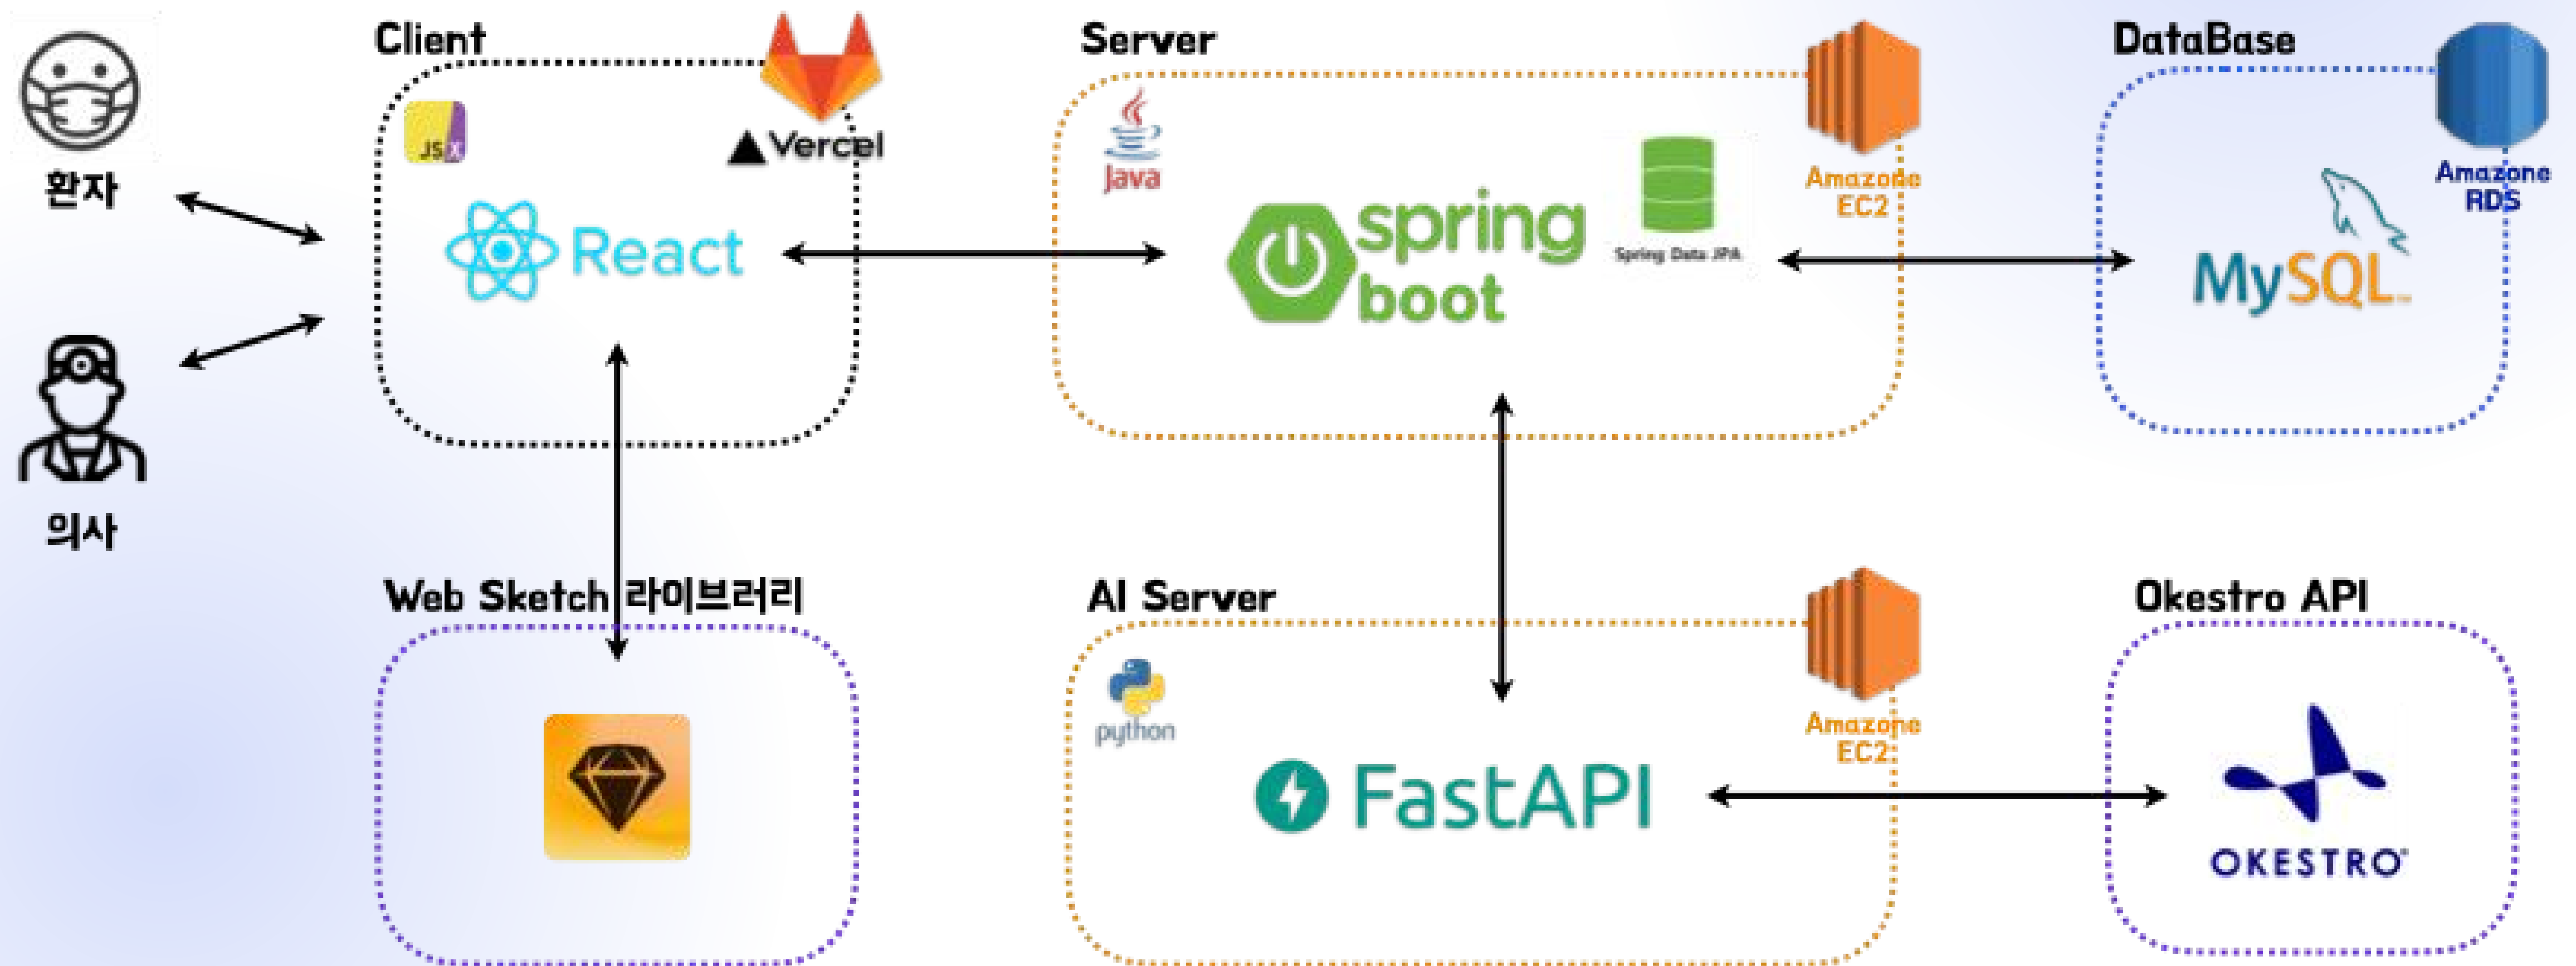 Client
Server
DataBase
JS X
Vercel
Java
환자
React
spring
boot
Spring Data JPA
Amazone
EC2
MySQL
Amazone
RDS
의사
Web Sketch 라이브러리
AI Server
Okestro API
python
FastAPI
Amazone
EC2
OKESTRO